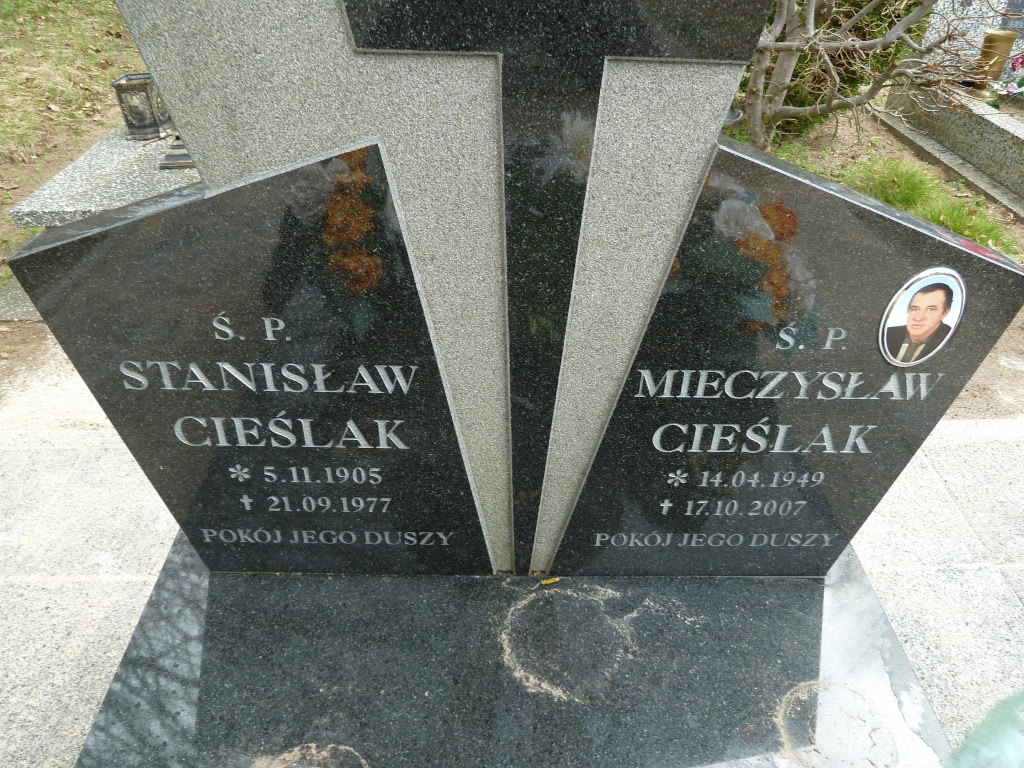 Ś. P.
STANISŁAW
CIEŚLAK
* 5.11.1905
✝ 21.09.1977
POKÓJ JEGO DUSZY
Ś. P.
MIECZYSŁAW
CIEŚLAK
* 14.04.1949
✝ 17.10.2007
POKÓJ JEGO DUSZY